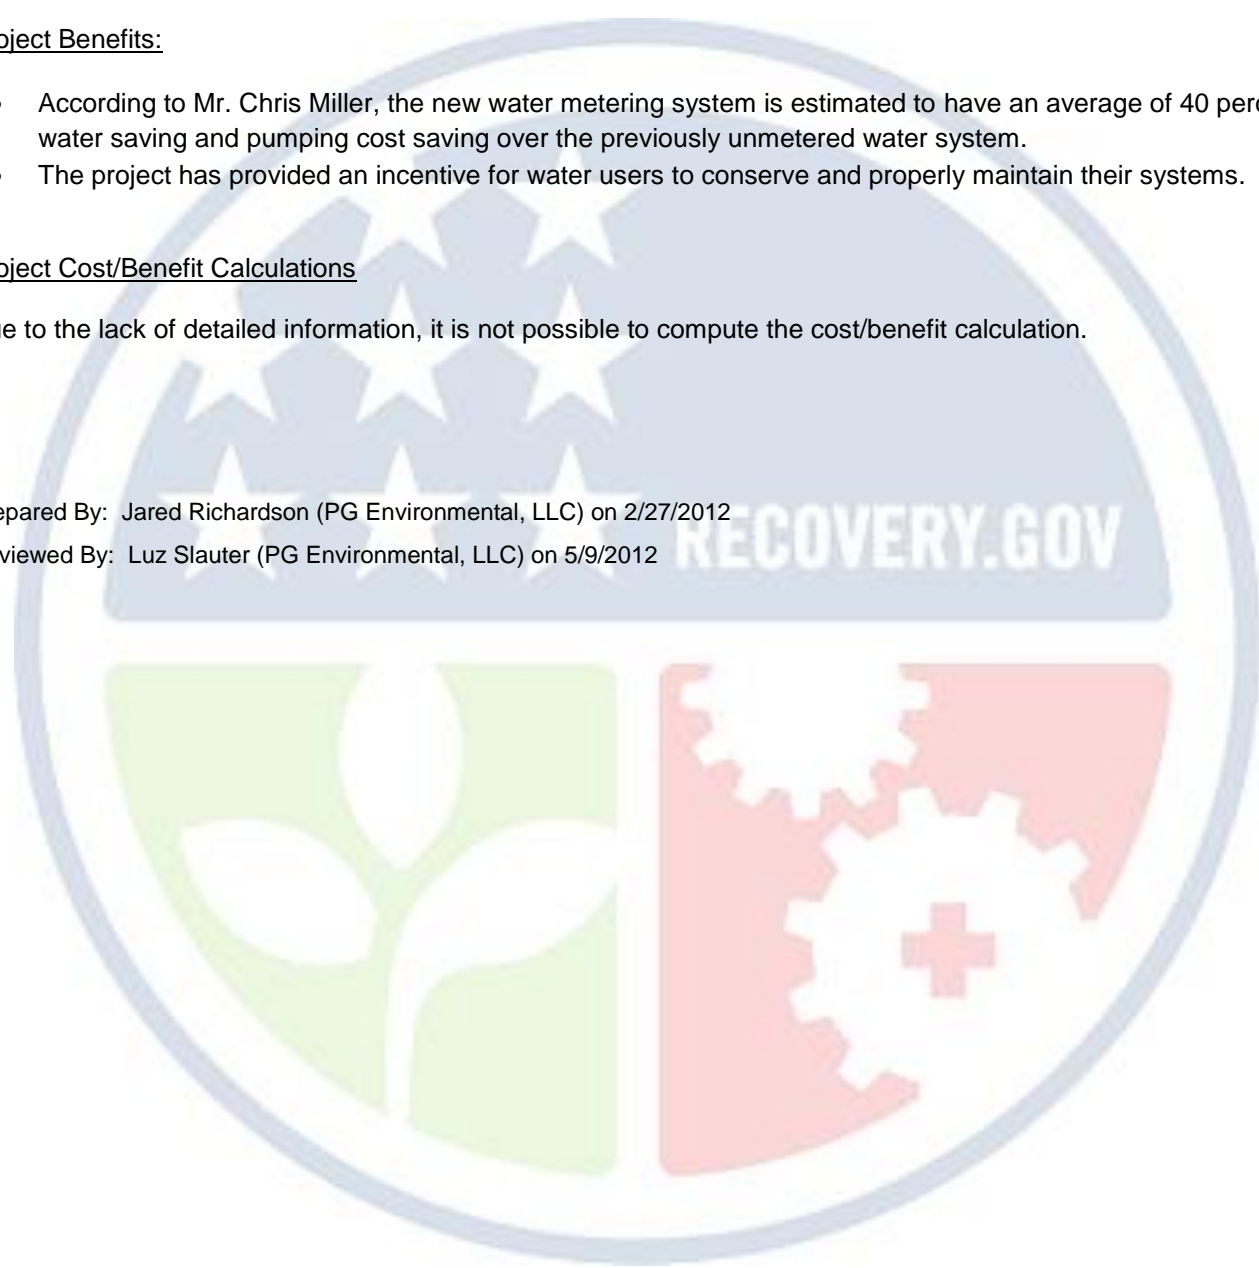 oject Benefits:
• According to Mr. Chris Miller, the new water metering system is estimated to have an average of 40 perc
water saving and pumping cost saving over the previously unmetered water system.
• The project has provided an incentive for water users to conserve and properly maintain their systems.
oject Cost/Benefit Calculations
ue to the lack of detailed information, it is not possible to compute the cost/benefit calculation.
epared By: Jared Richardson (PG Environmental, LLC) on 2/27/2012
RECOVERY.GOV
viewed By: Luz Slauter (PG Environmental, LLC) on 5/9/2012